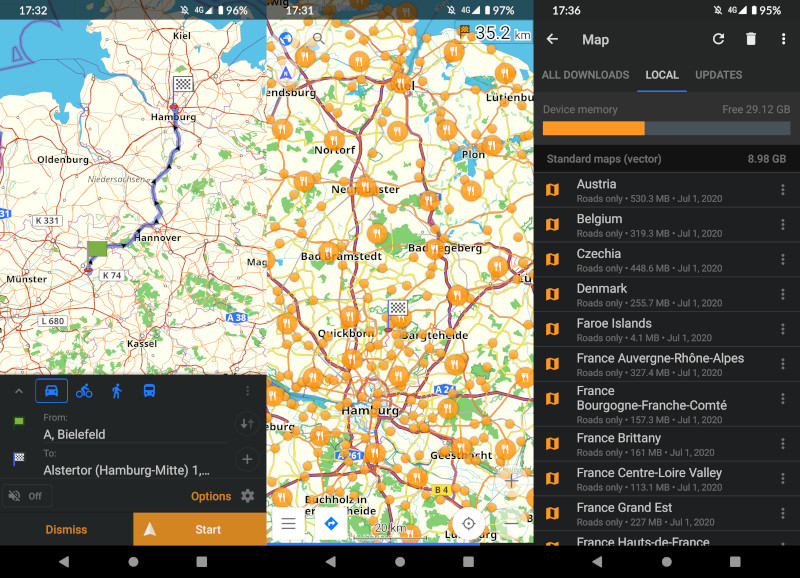 17:32
4G 96%
Kiel
Hamburg
Oldenburg
Niedersachsen
31
K 331
Hannover
Münster
K 74
Mag
L 680
A 38
Kassel
From:
A, Bielefeld
To:
Alstertor (Hamburg-Mitte) 1,...
Off
Options
Dismiss
Start
17:31
4G 97%
35.2 km
endsburg
Lütjenbu
Nortorf
Plön
Neumünster
Bad Bramstedt
Bad Segeberg
Quickborn
Bargteheide
A 24
Hamburg
A 261
Geesthacht
B 4
Buchholz in
20 km
17:36
4G 95%
Map
ALL DOWNLOADS
LOCAL
UPDATES
Device memory
Free 29.12 GB
Standard maps (vector)
8.98 GB
Austria
Roads only • 530.3 MB • Jul 1, 2020
Belgium
Roads only • 319.3 MB • Jul 1, 2020
Czechia
Roads only • 448.6 MB • Jul 1, 2020
Denmark
Roads only • 255.7 MB • Jul 1, 2020
Faroe Islands
Roads only • 4.1 MB • Jul 1, 2020
France Auvergne-Rhône-Alpes
Roads only • 327.4 MB • Jul 1, 2020
France
Bourgogne-Franche-Comté
Roads only • 157.3 MB • Jul 1, 2020
France Brittany
Roads only • 161 MB • Jul 1, 2020
France Centre-Loire Valley
Roads only • 113.1 MB • Jul 1, 2020
France Grand Est
Roads only • 227 MB • Jul 1, 2020
France Hauts-de-France